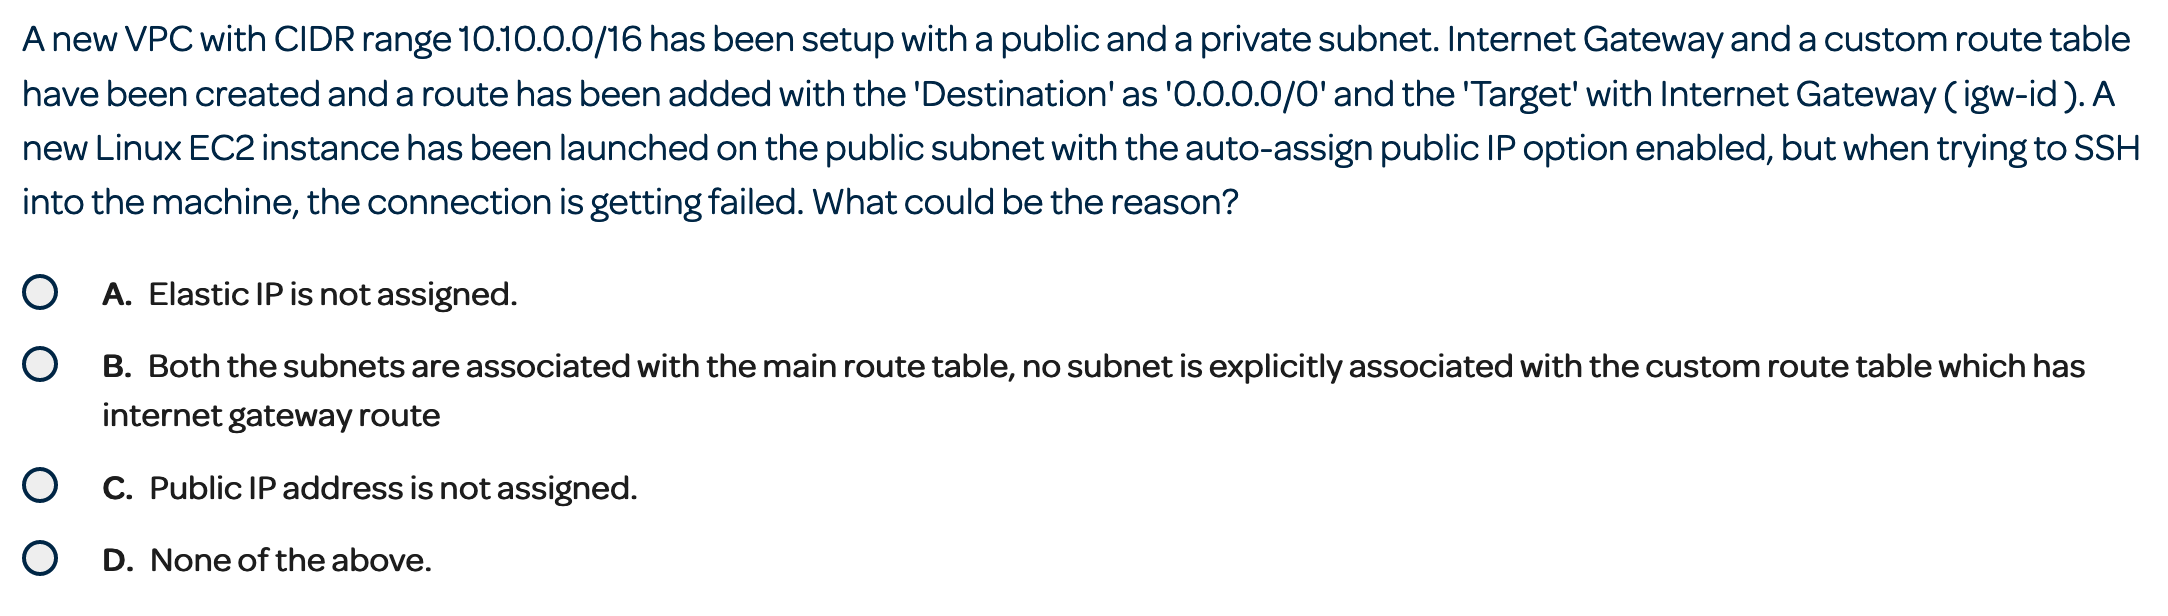 A new VPC with CIDR range 10.10.0.0/16 has been setup with a public and a private subnet. Internet Gateway and a custom route table
have been created and a route has been added with the 'Destination' as '0.0.0.0/0' and the 'Target' with Internet Gateway ( igw-id ). A
new Linux EC2 instance has been launched on the public subnet with the auto-assign public IP option enabled, but when trying to SSH
into the machine, the connection is getting failed. What could be the reason?
A. Elastic IP is not assigned.
B. Both the subnets are associated with the main route table, no subnet is explicitly associated with the custom route table which has
internet gateway route
C. Public IP address is not assigned.
D. None of the above.